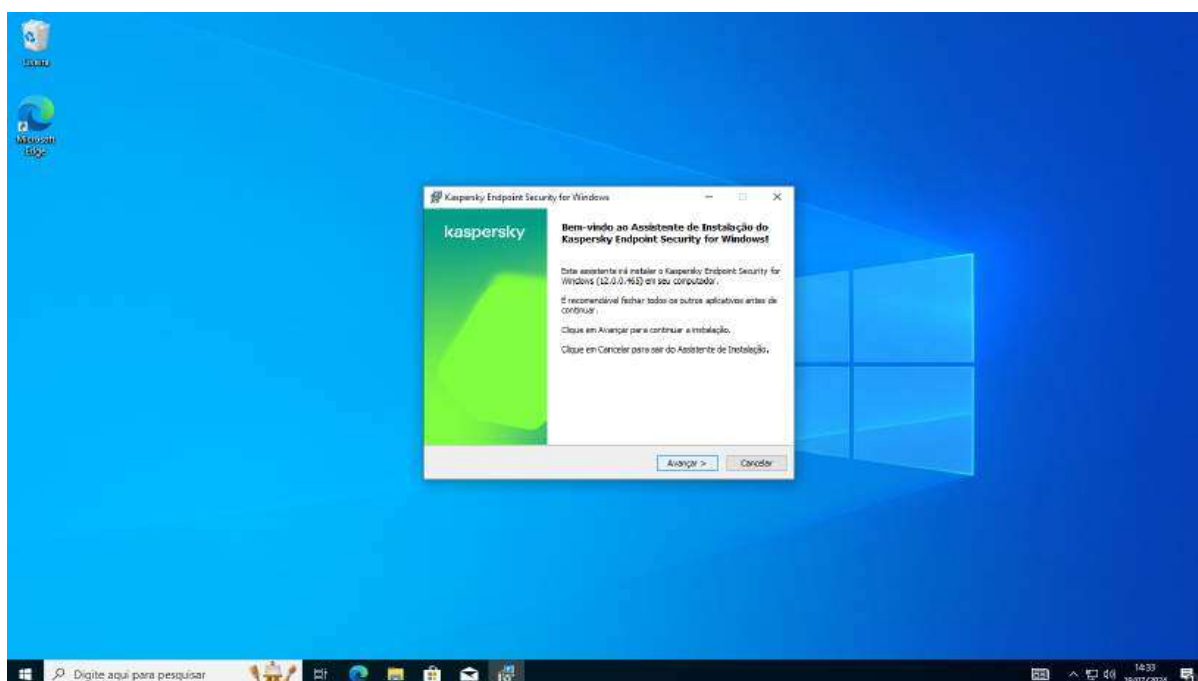 Microsoft
Edge
Kaspersky Endpoint Security for Windows
kaspersky
Bem-vindo ao Assistente de Instalação do
Kaspersky Endpoint Security for Windows!
Este assistente irá instalar o Kaspersky Endpoint Security for
Windows (12.0.0.465) em seu computador.
É recomendável fechar todos os outros aplicativos antes de
continuar.
Clique em Avançar para continuar a instalação.
Clique em Cancelar para sair do Assistente de Instalação.
Avançar >
Cancelar
Digite aqui para pesquisar
14:33